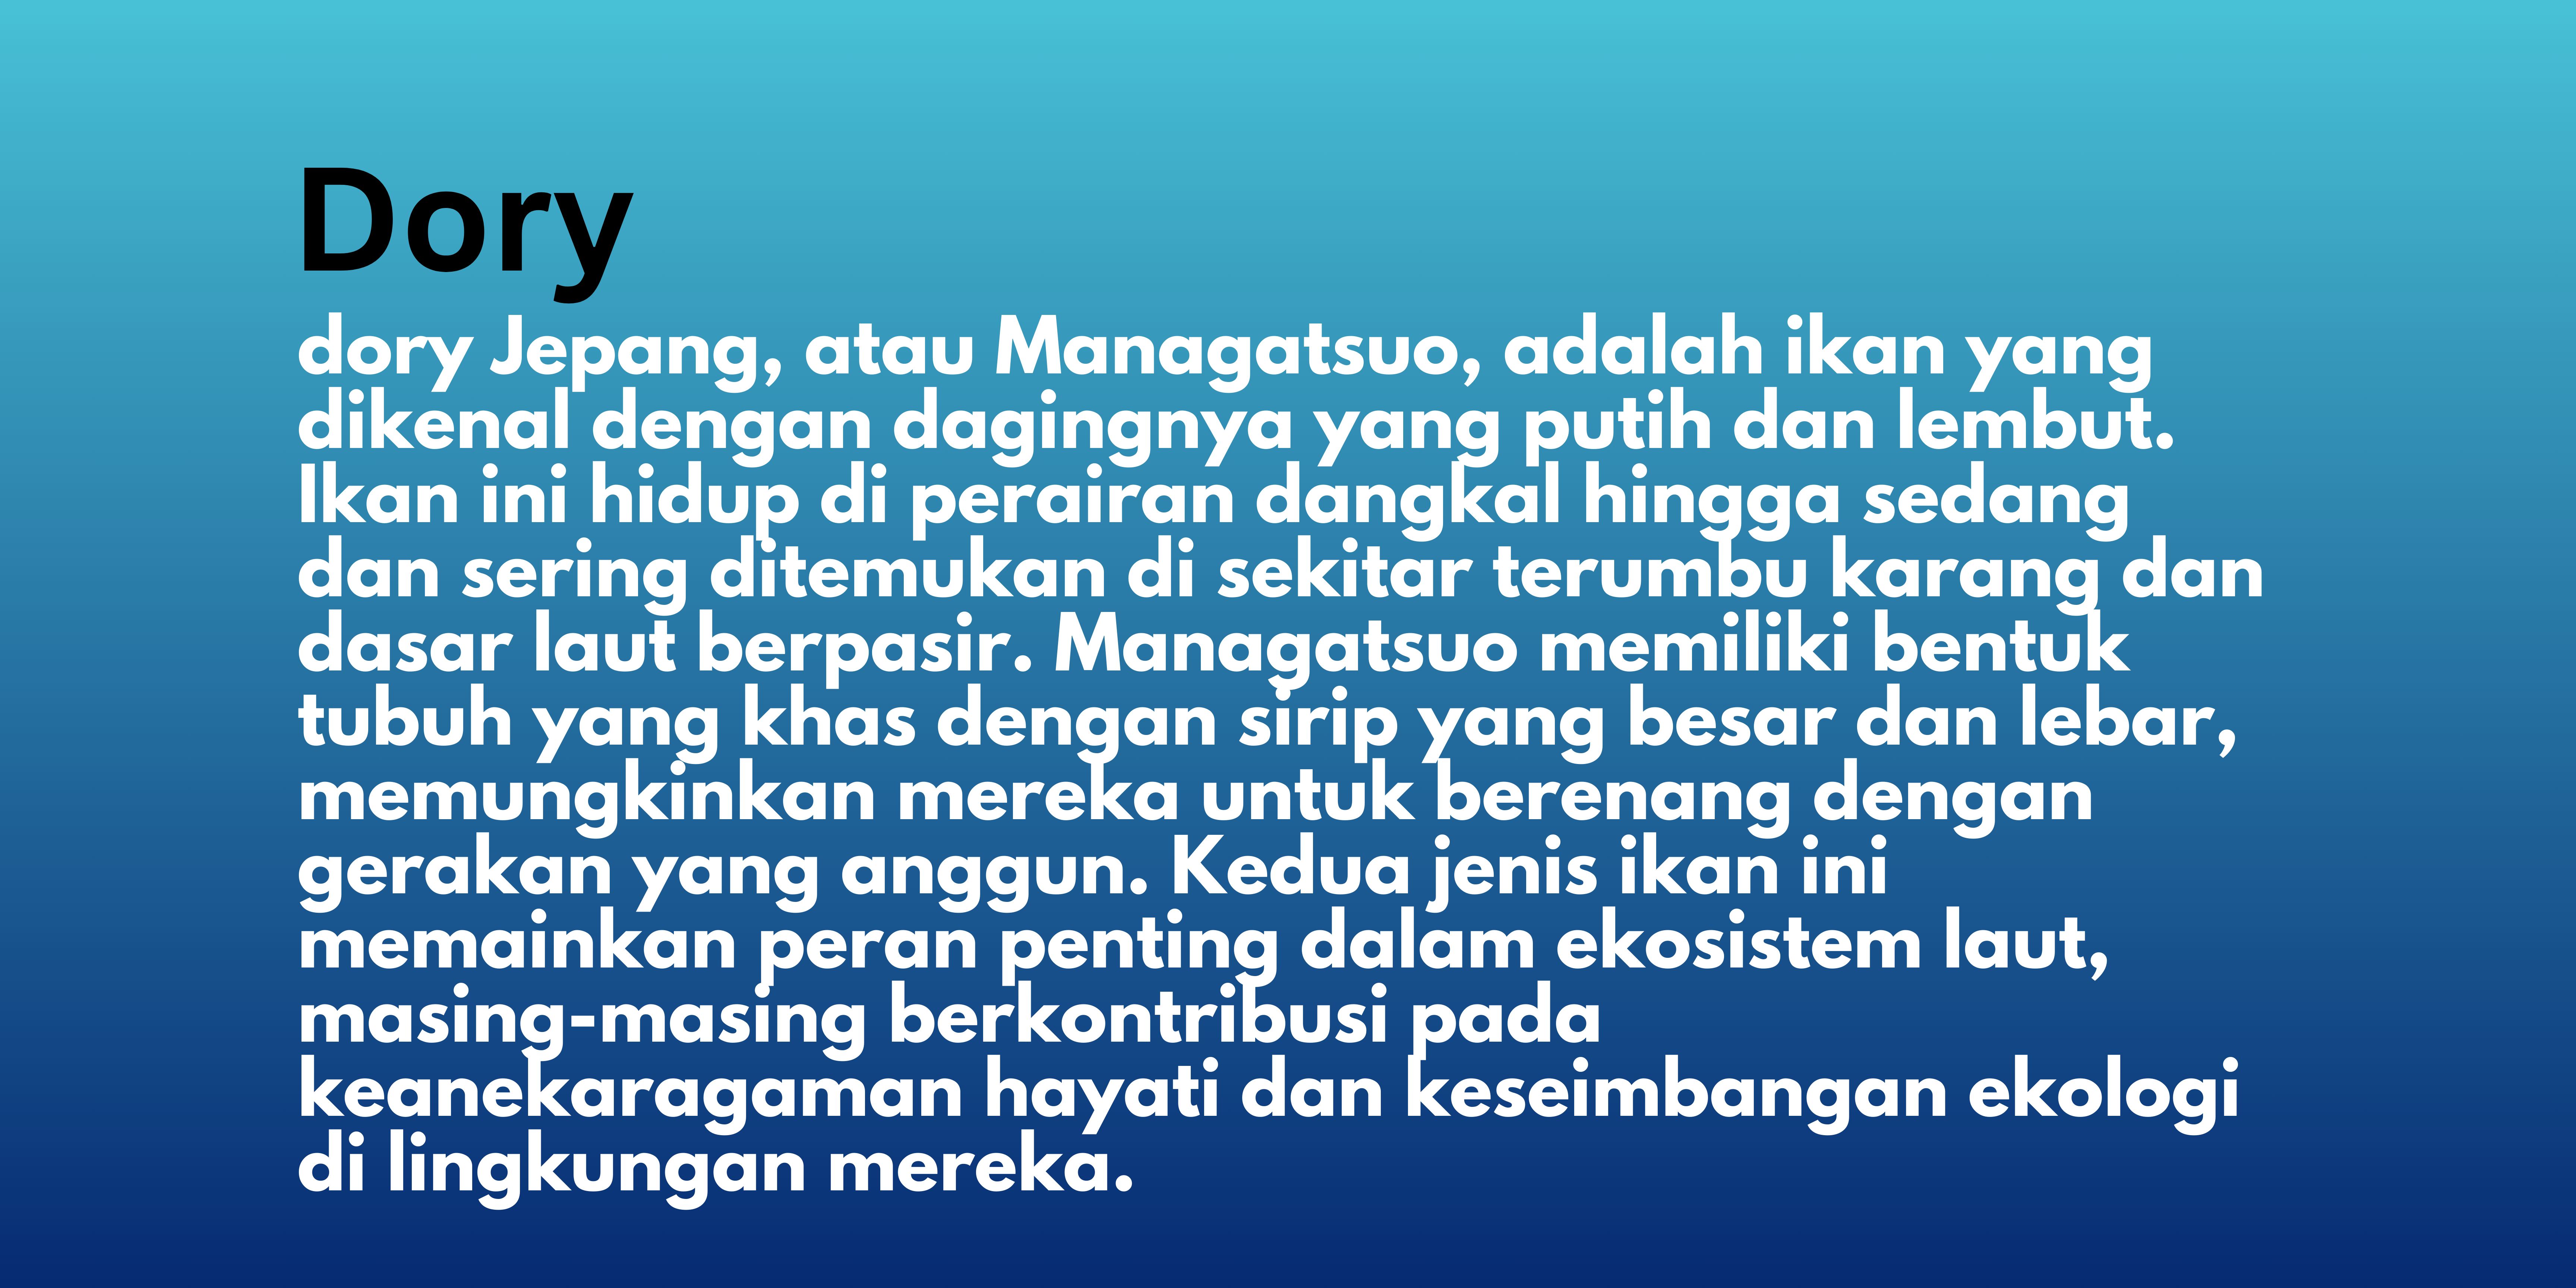 Dory
dory Jepang, atau Managatsuo, adalah ikan yang
dikenal dengan dagingnya yang putih dan lembut.
Ikan ini hidup di perairan dangkal hingga sedang
dan sering ditemukan di sekitar terumbu karang dan
dasar laut berpasir. Managatsuo memiliki bentuk
tubuh yang khas dengan sirip yang besar dan lebar,
memungkinkan mereka untuk berenang dengan
gerakan yang anggun. Kedua jenis ikan ini
memainkan peran penting dalam ekosistem laut,
masing-masing berkontribusi pada
keanekaragaman hayati dan keseimbangan ekologi
di lingkungan mereka.